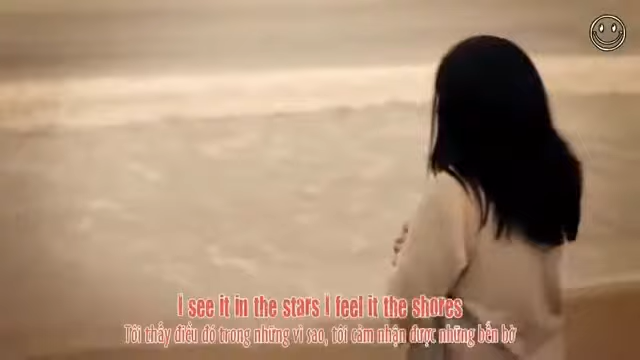 I see it in the stars I feel it the shores
Tôi thấy điều đó trong những vì sao, tôi cảm nhận được những bến bờ